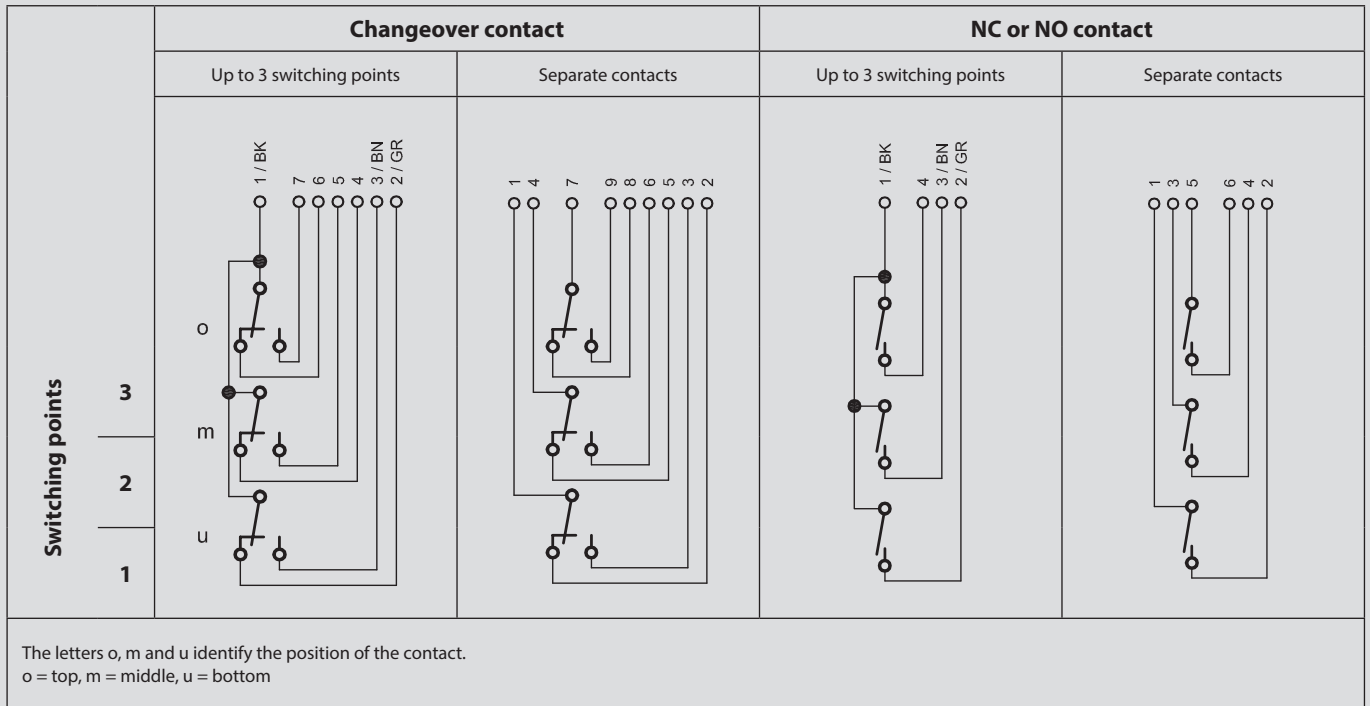 Changeover contact
NC or NO contact
Up to 3 switching points
Separate contacts
Up to 3 switching points
Separate contacts
1 / BK
7
6
5
4
3 / BN
2 / GR
1
4
7
9
8
6
5
3
2
1 / BK
4
3 / BN
2 / GR
1
3
5
6
4
2
o
m
u
Switching points
3
2
1
The letters o, m and u identify the position of the contact.
o = top, m = middle, u = bottom